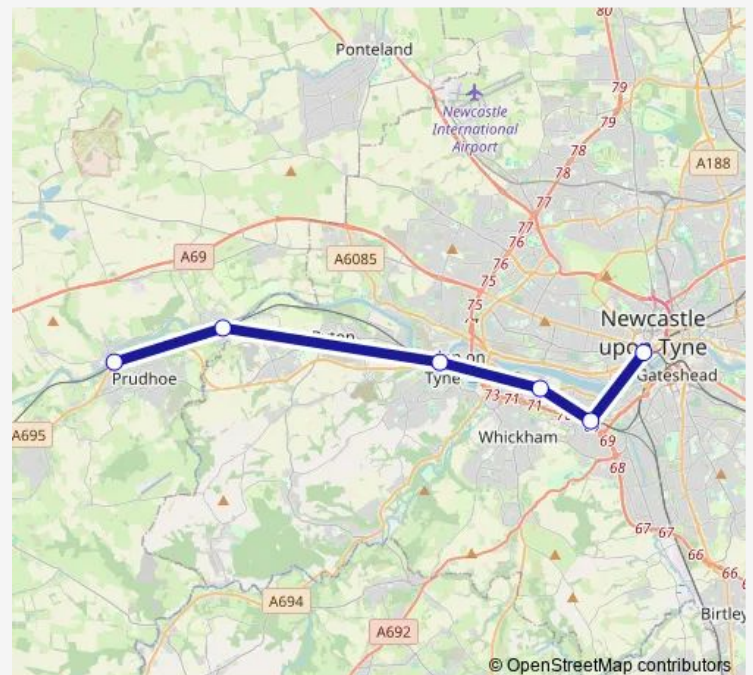 80
Ponteland
79
Newcastle
International
Airport
79
78
A188
78
77
77
A69
A6085
76
76
75
75
Newcastle
upon Tyne
Prudhoe
Tyne
Gateshead
73
71
71
A695
Whickham
69
68
67
67
66
66
A694
Birtley
A692
© OpenStreetMap contributors